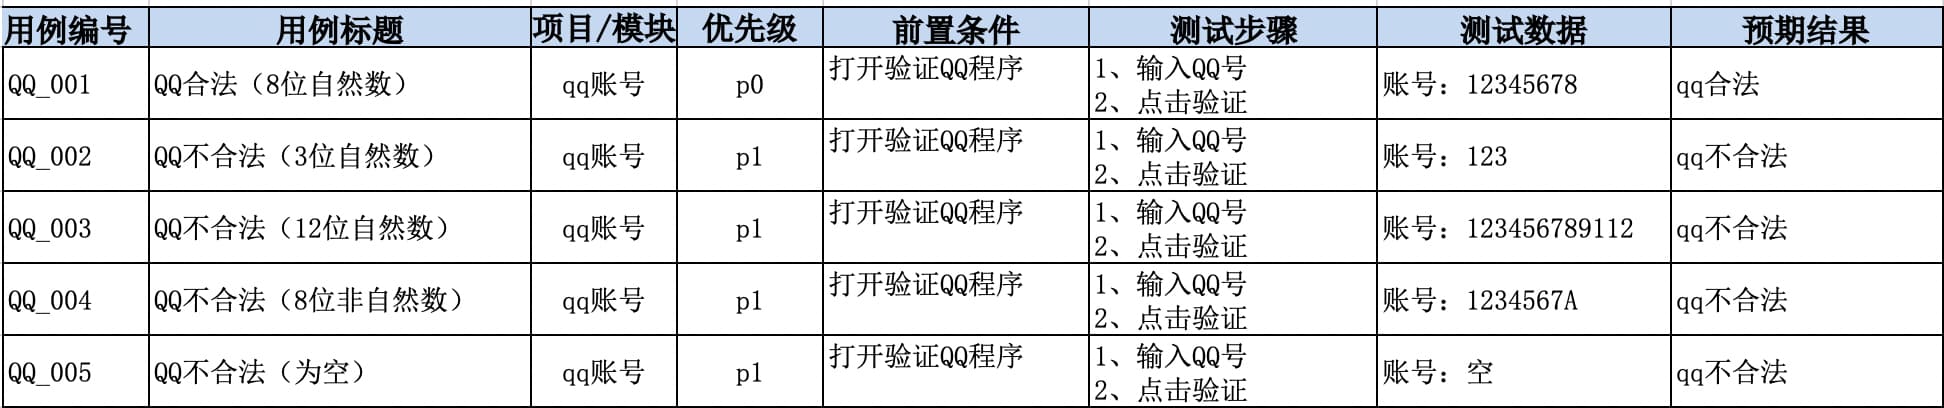 用例编号 用例标题 项目/模块 优先级 前置条件 测试步骤 测试数据 预期结果
QQ_001 QQ合法（8位自然数） qq账号 p0 打开验证QQ程序 1、输入QQ号 账号：12345678 qq合法
2、点击验证
QQ_002 QQ不合法（3位自然数） qq账号 p1 打开验证QQ程序 1、输入QQ号 账号：123 qq不合法
2、点击验证
QQ_003 QQ不合法（12位自然数） qq账号 p1 打开验证QQ程序 1、输入QQ号 账号：123456789112 qq不合法
2、点击验证
QQ_004 QQ不合法（8位非自然数） qq账号 p1 打开验证QQ程序 1、输入QQ号 账号：1234567A qq不合法
2、点击验证
QQ_005 QQ不合法（为空） qq账号 p1 打开验证QQ程序 1、输入QQ号 账号：空 qq不合法
2、点击验证